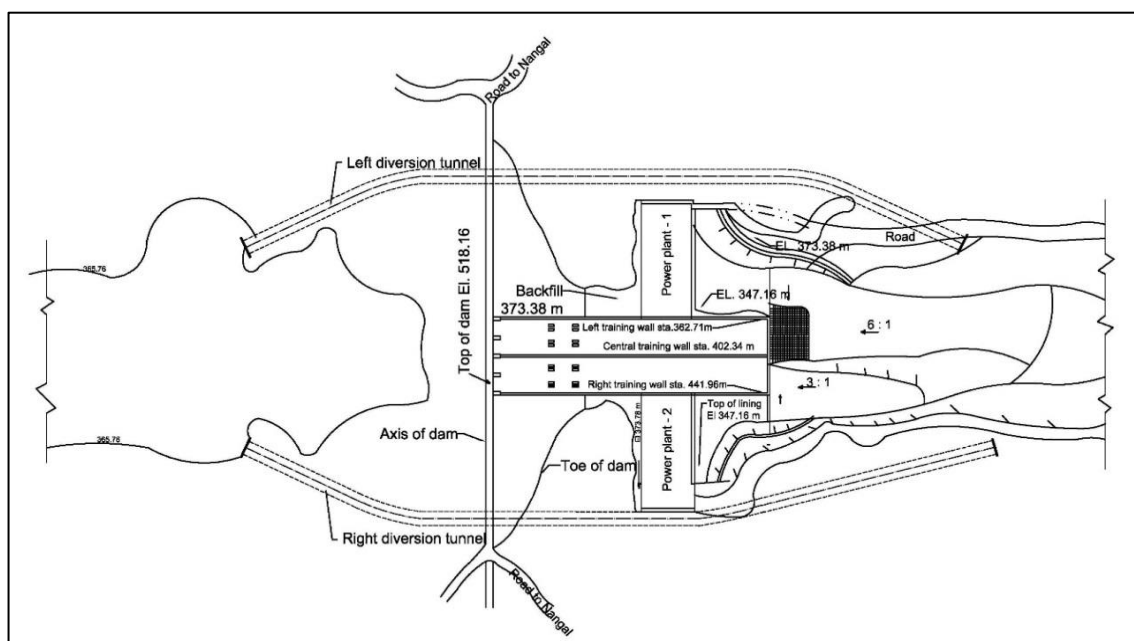 Road to Nangal
Left diversion tunnel
EL. 373.38 m
Road
365.76
Top of dam El. 518.16
Backfill
373.38 m
Power plant - 1
EL. 347.16 m
Left training wall sta.362.71m
Central training wall sta. 402.34 m
6 : 1
Right training wall sta. 441.96m
3 : 1
Top of lining
El 347.16 m
El 373.78 m
Power plant - 2
365.76
Axis of dam
Toe of dam
Right diversion tunnel
Road to Nangal